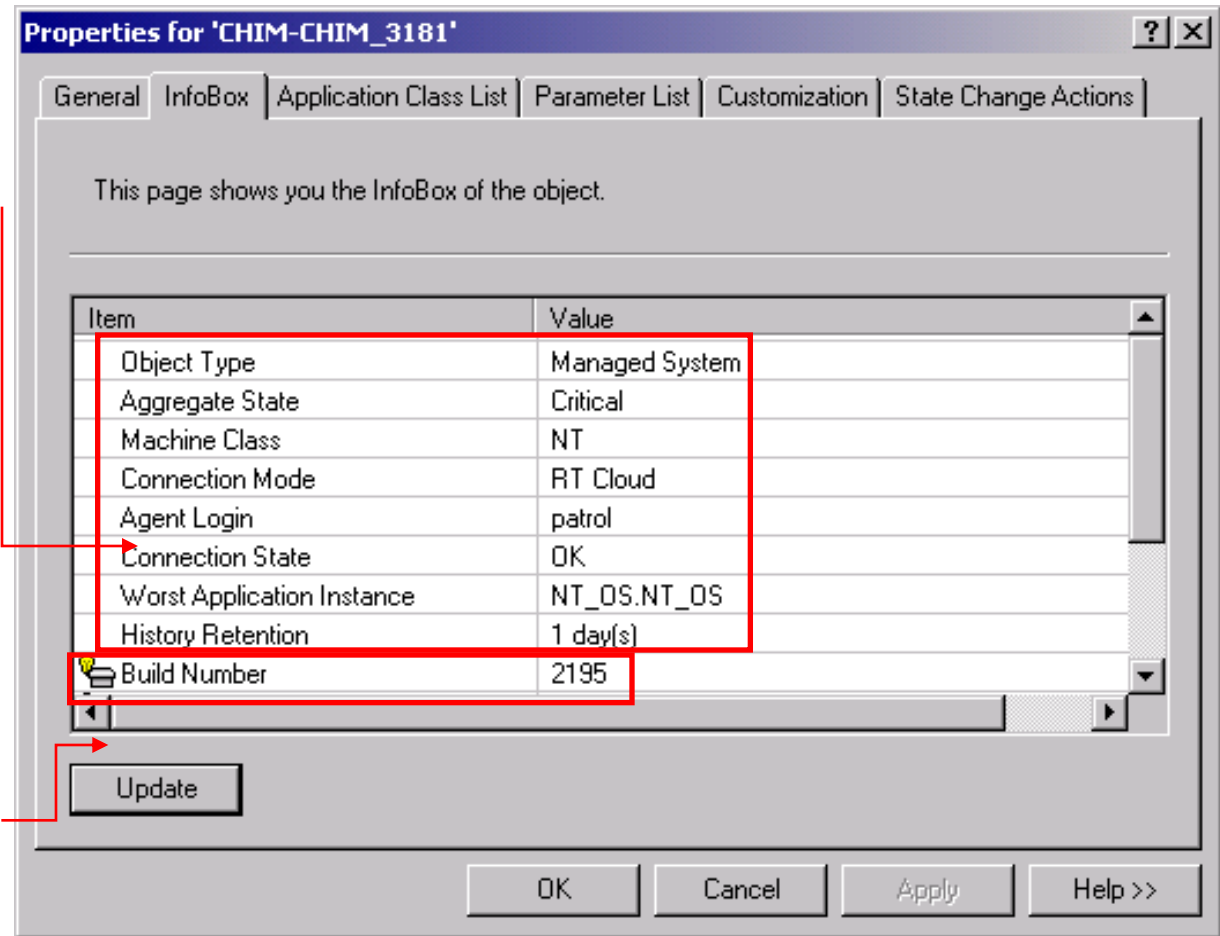 Properties for 'CHIM-CHIM_3181'
General InfoBox Application Class List Parameter List Customization State Change Actions
This page shows you the InfoBox of the object.
Item Value
Object Type Managed System
Aggregate State Critical
Machine Class NT
Connection Mode RT Cloud
Agent Login patrol
Connection State OK
Worst Application Instance NT_OS.NT_OS
History Retention 1 day(s)
Build Number 2195
Update
OK Cancel Apply Help >>